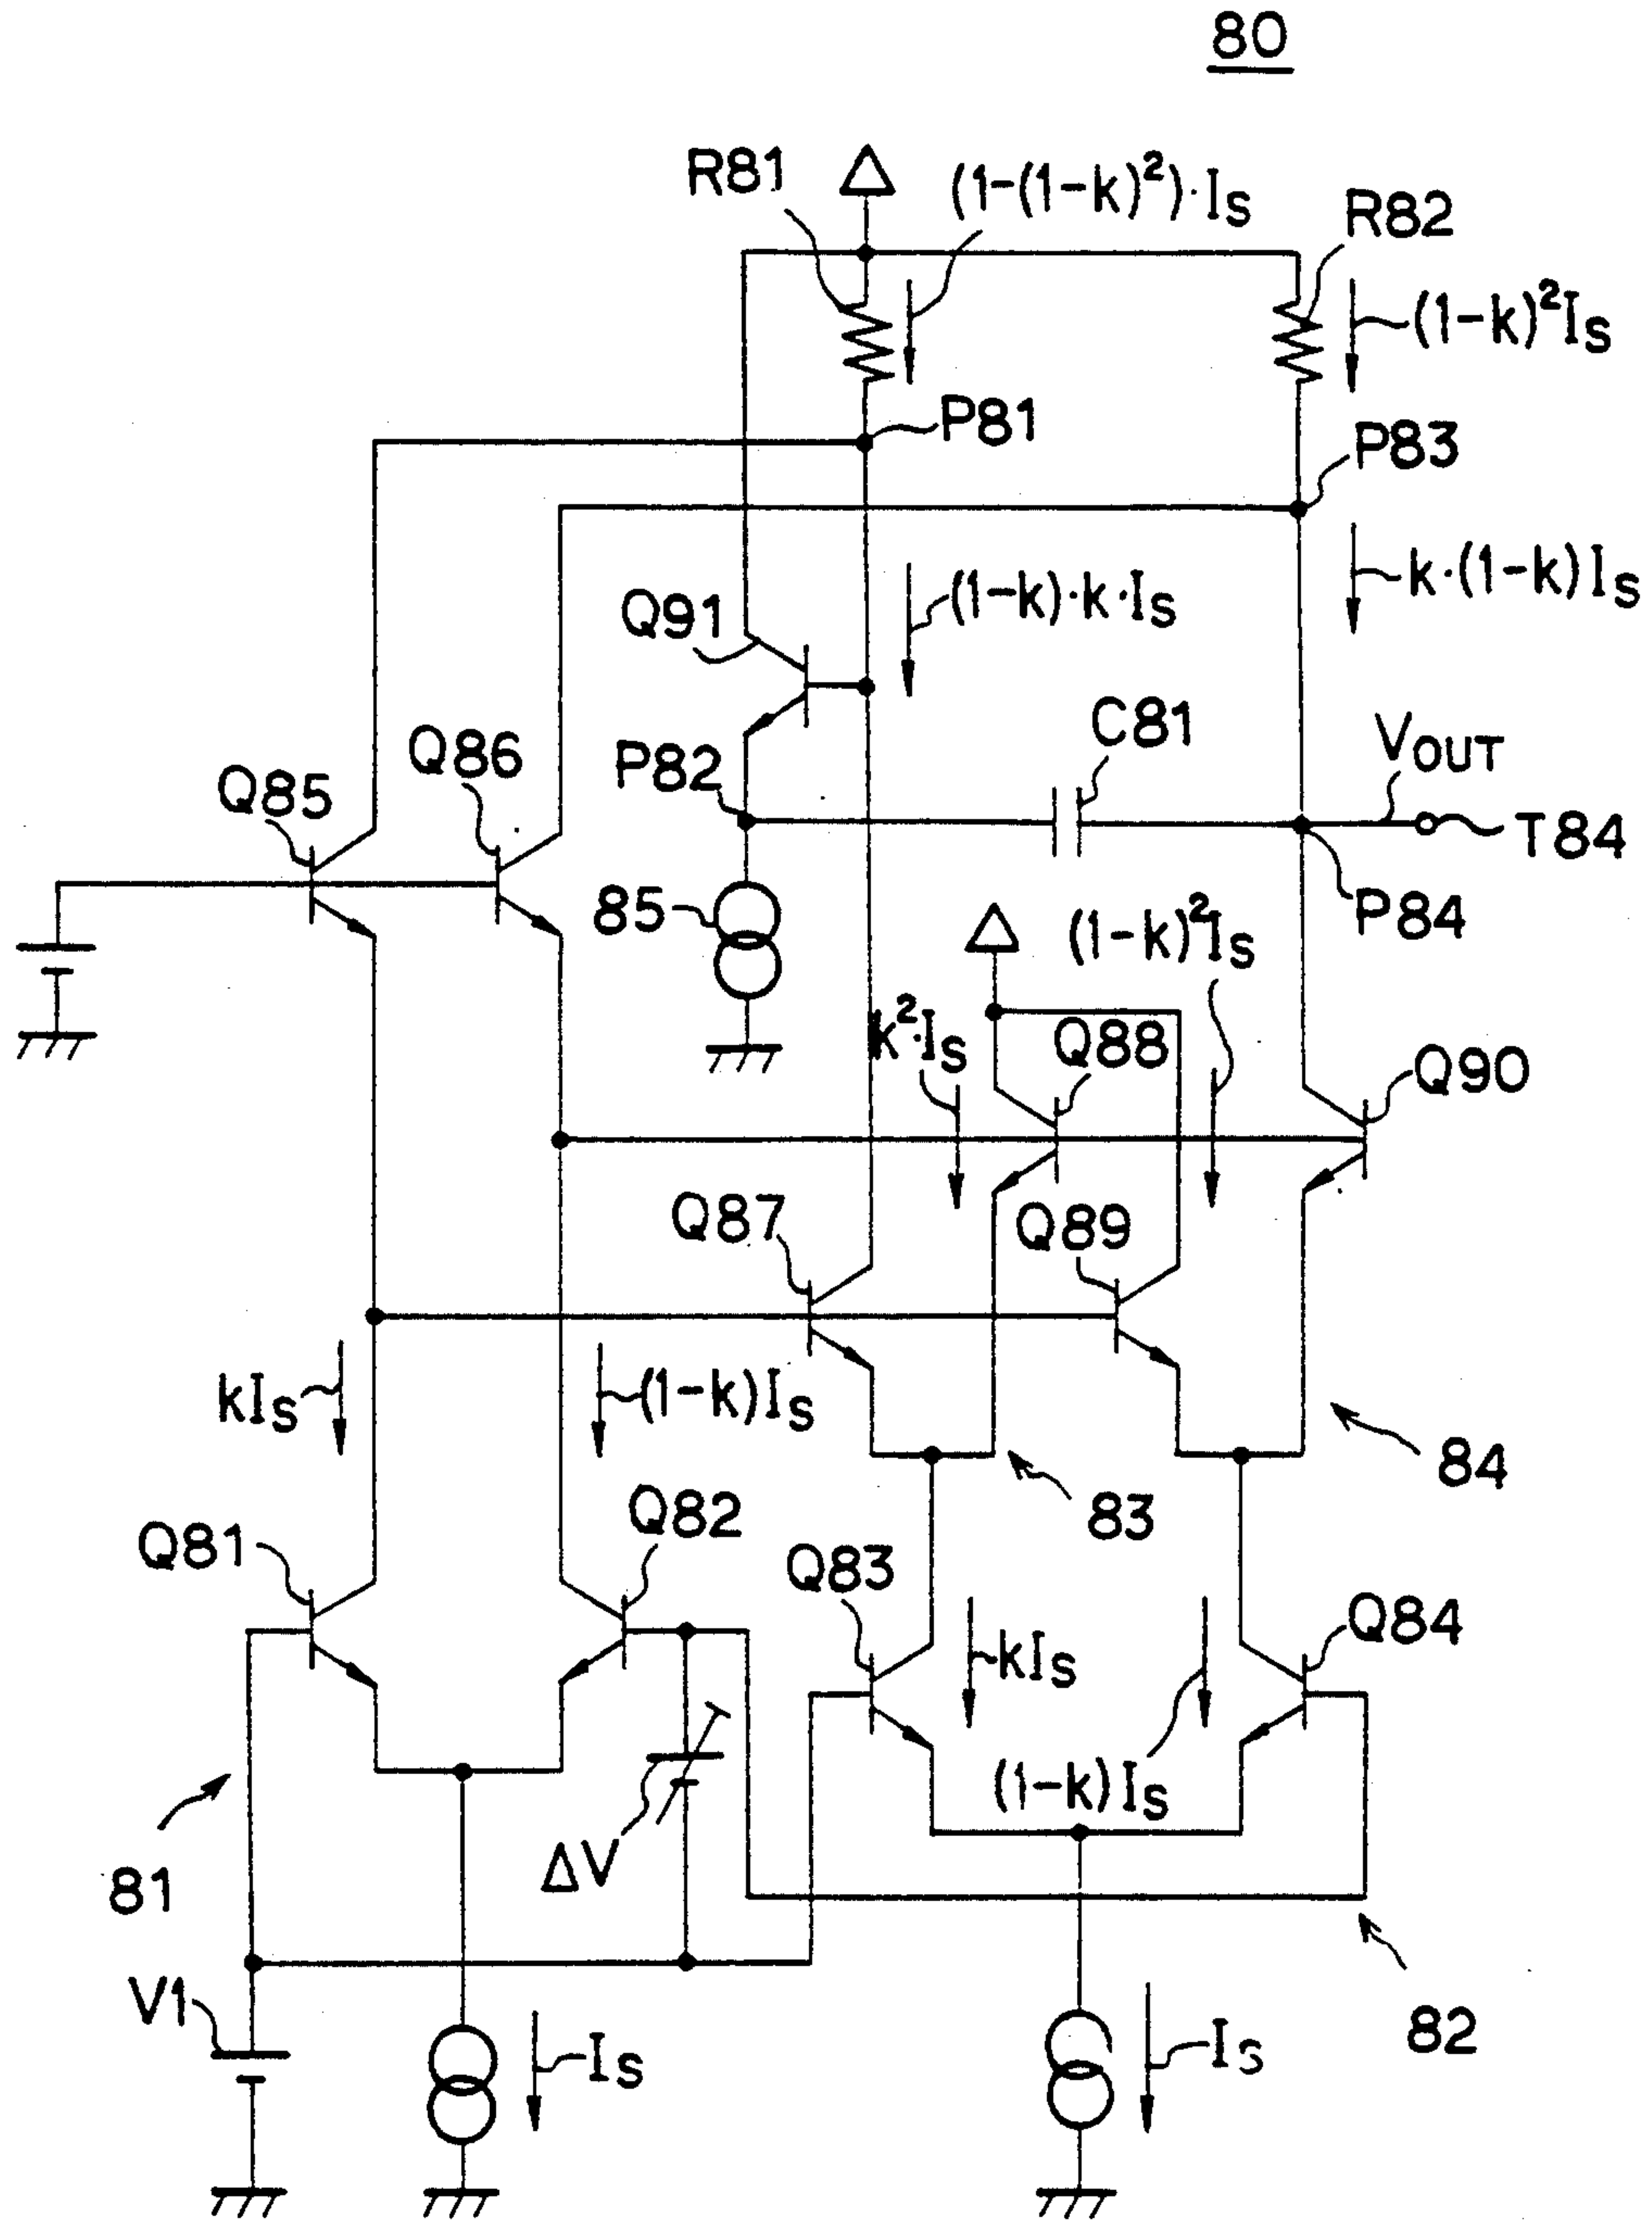 80
R81
(1-(1-k)²)·Is
R82
(1-k)²Is
P81
P83
k·(1-k)Is
Q91
(1-k)·k·Is
C81
VOUT
Q86
P82
Q85
T84
85
P84
(1-k)²Is
k²·Is
Q88
Q90
Q87
Q89
kIs
(1-k)Is
84
83
Q82
Q81
Q83
Q84
kIs
(1-k)Is
ΔV
81
V1
82
Is
Is